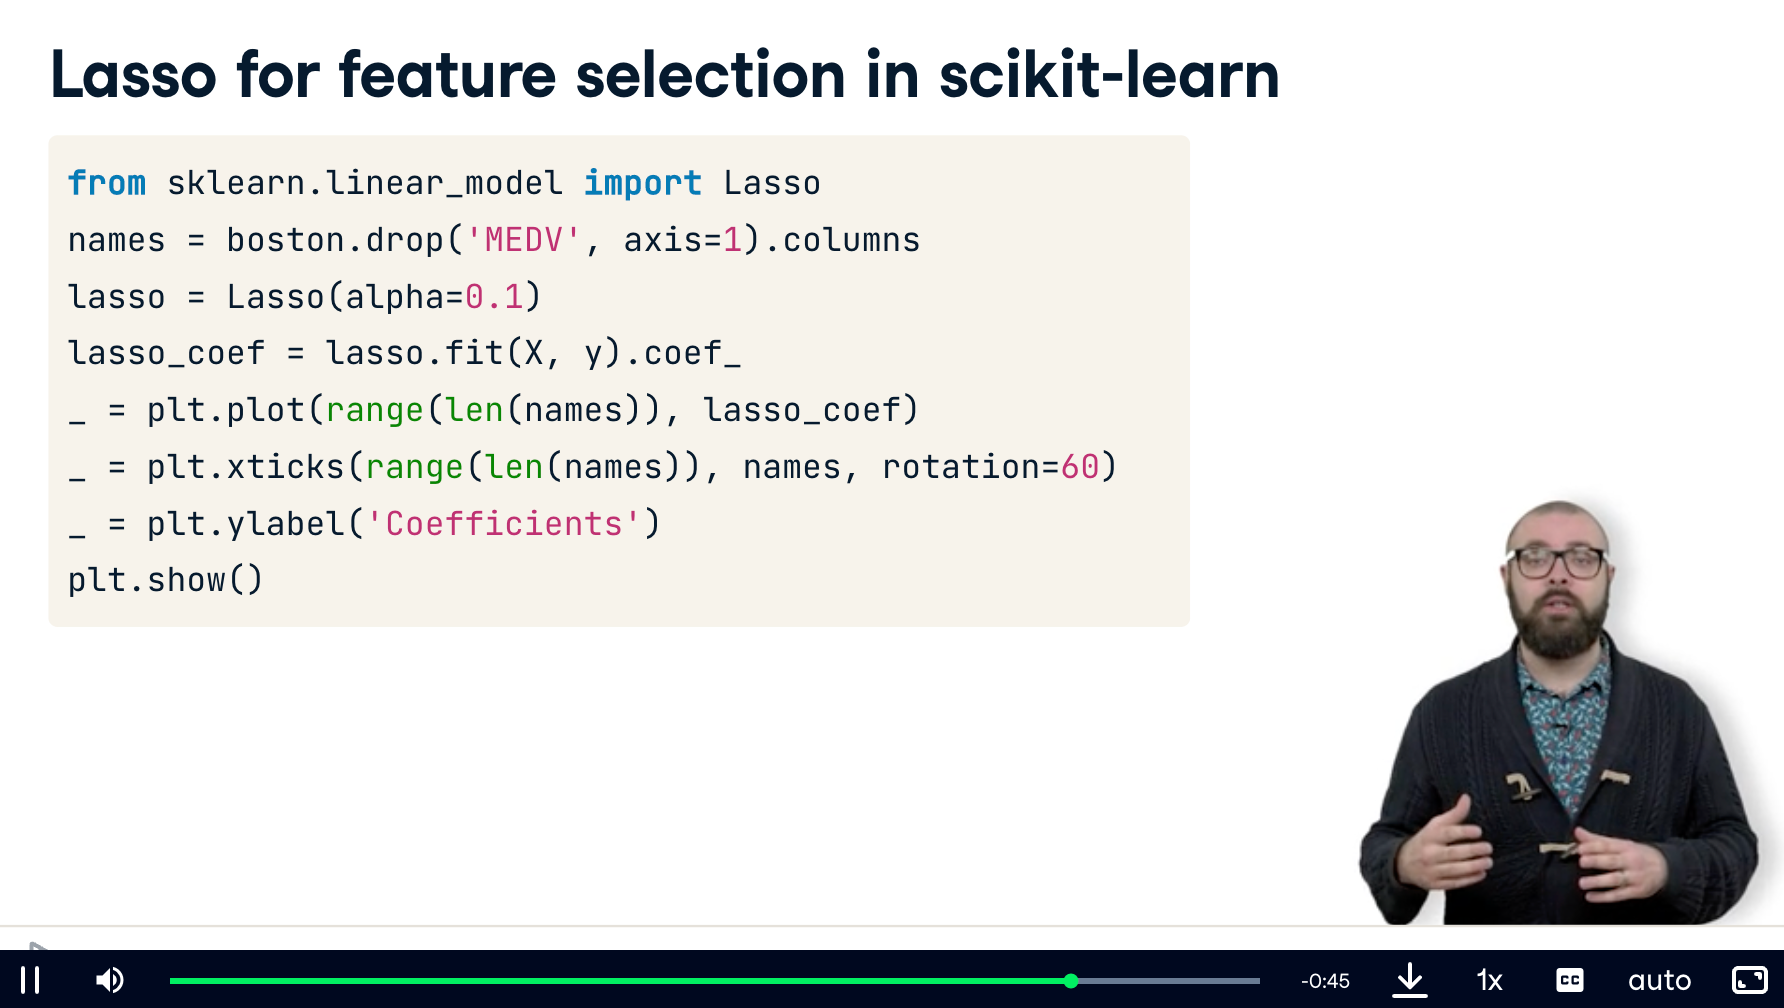 Lasso for feature selection in scikit-learn
from sklearn.linear_model import Lasso
names = boston.drop('MEDV', axis=1).columns
lasso = Lasso(alpha=0.1)
lasso_coef = lasso.fit(X, y).coef_
_ = plt.plot(range(len(names)), lasso_coef)
_ = plt.xticks(range(len(names)), names, rotation=60)
_ = plt.ylabel('Coefficients')
plt.show()
-0:45 1x CC auto